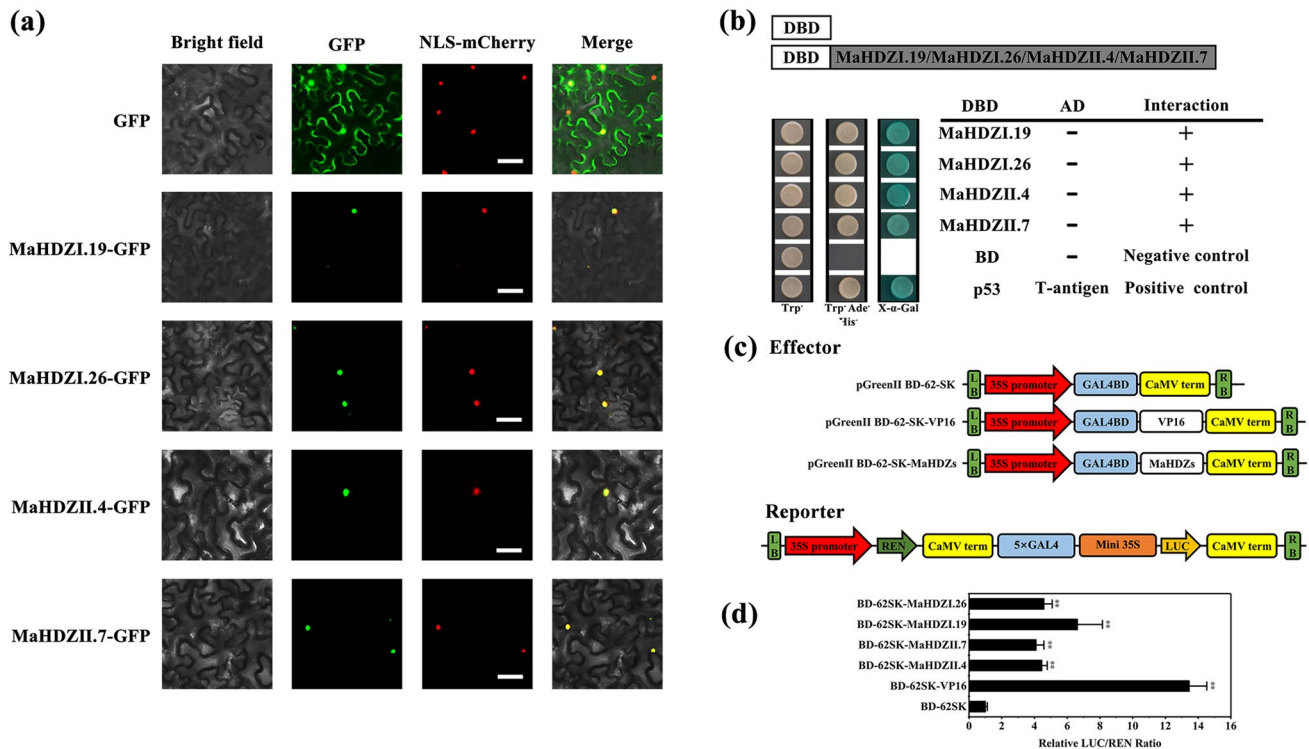 (a)
Bright field GFP NLS-mCherry Merge
GFP
MaHDZI.19-GFP
MaHDZI.26-GFP
MaHDZII.4-GFP
MaHDZII.7-GFP
(b)
DBD
DBD MaHDZI.19/MaHDZI.26/MaHDZII.4/MaHDZII.7
DBD AD Interaction
MaHDZI.19 – +
MaHDZI.26 – +
MaHDZII.4 – +
MaHDZII.7 – +
BD – Negative control
p53 T-antigen Positive control
Trp- Trp- Ade- X-α-Gal
His-
(c) Effector
pGreenII BD-62-SK LB 35S promoter GAL4BD CaMV term RB
pGreenII BD-62-SK-VP16 LB 35S promoter GAL4BD VP16 CaMV term RB
pGreenII BD-62-SK-MaHDZs LB 35S promoter GAL4BD MaHDZs CaMV term RB
Reporter
LB 35S promoter REN CaMV term 5×GAL4 Mini 35S LUC CaMV term RB
(d)
BD-62SK-MaHDZI.26 **
BD-62SK-MaHDZI.19 **
BD-62SK-MaHDZII.7 **
BD-62SK-MaHDZII.4 **
BD-62SK-VP16 **
BD-62SK
0 2 4 6 8 10 12 14 16
Relative LUC/REN Ratio